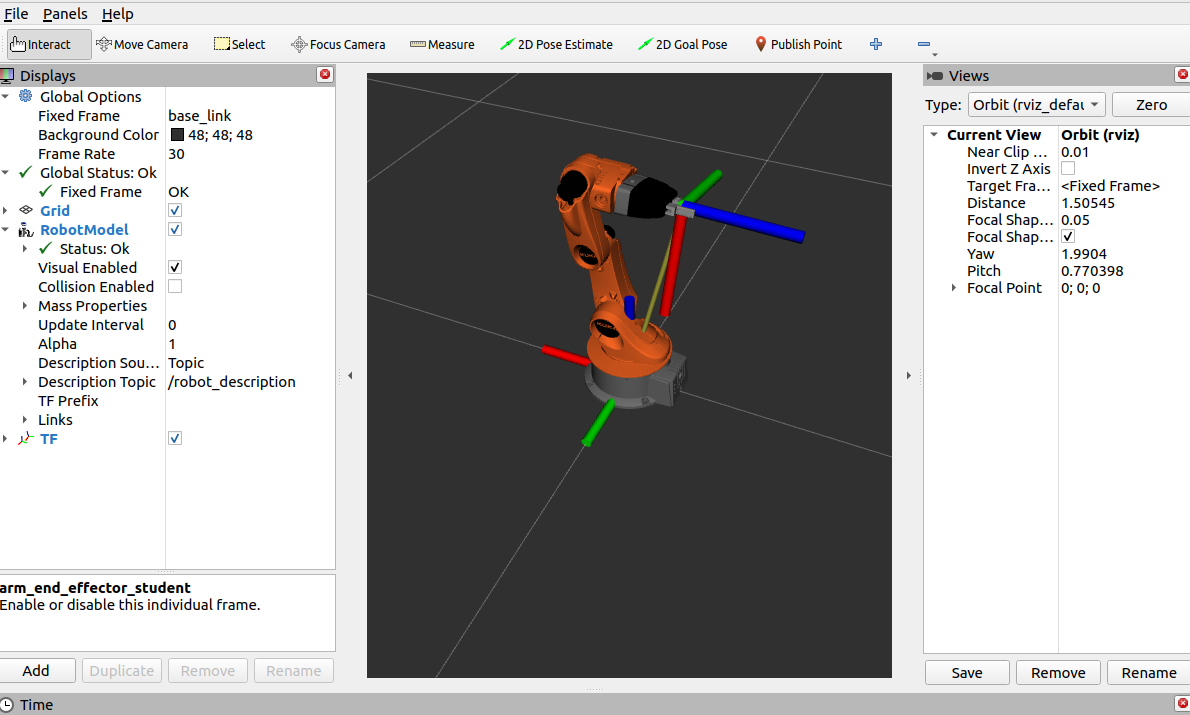 File Panels Help
Interact Move Camera Select Focus Camera Measure 2D Pose Estimate 2D Goal Pose Publish Point
Displays
Global Options
Fixed Frame base_link
Background Color 48; 48; 48
Frame Rate 30
Global Status: Ok
Fixed Frame OK
Grid
RobotModel
Status: Ok
Visual Enabled
Collision Enabled
Mass Properties
Update Interval 0
Alpha 1
Description Sou... Topic
Description Topic /robot_description
TF Prefix
Links
TF
arm_end_effector_student
Enable or disable this individual frame.
Add Duplicate Remove Rename
Time
KUKA
KUKA
Views
Type: Orbit (rviz_defau Zero
Current View Orbit (rviz)
Near Clip ... 0.01
Invert Z Axis
Target Fra... <Fixed Frame>
Distance 1.50545
Focal Shap... 0.05
Focal Shap...
Yaw 1.9904
Pitch 0.770398
Focal Point 0; 0; 0
Save Remove Rename